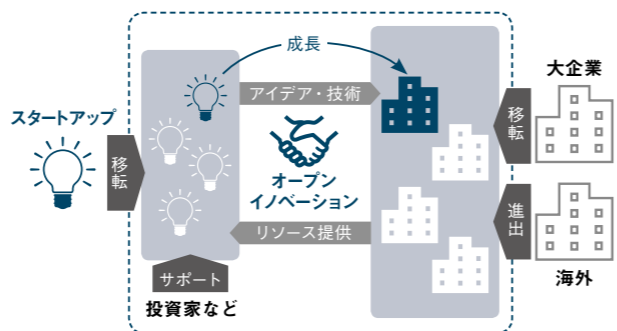 成長
大企業
アイデア・技術
スタートアップ
移転
移転
オープン
イノベーション
リソース提供
進出
サポート
投資家など
海外